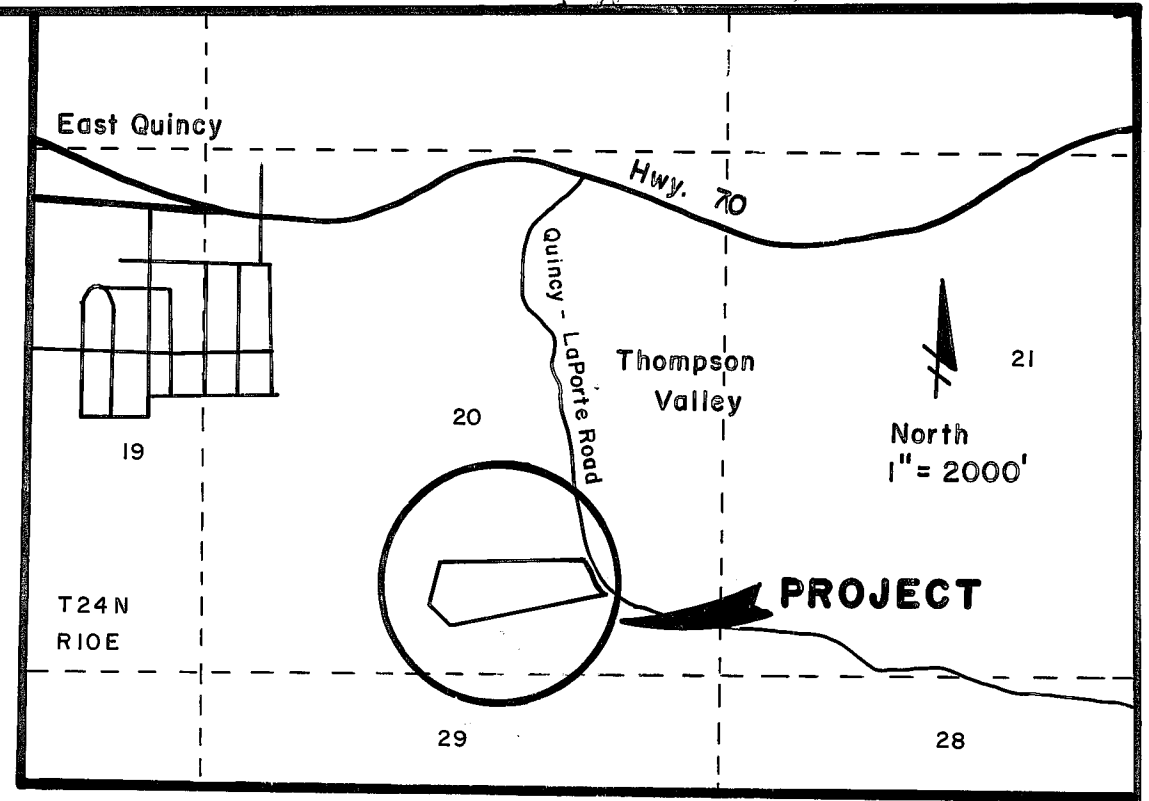 East Quincy
Hwy. 70
Quincy - LaPorte Road
Thompson
Valley
21
20
19
North
1" = 2000'
PROJECT
T24N
R10E
29
28